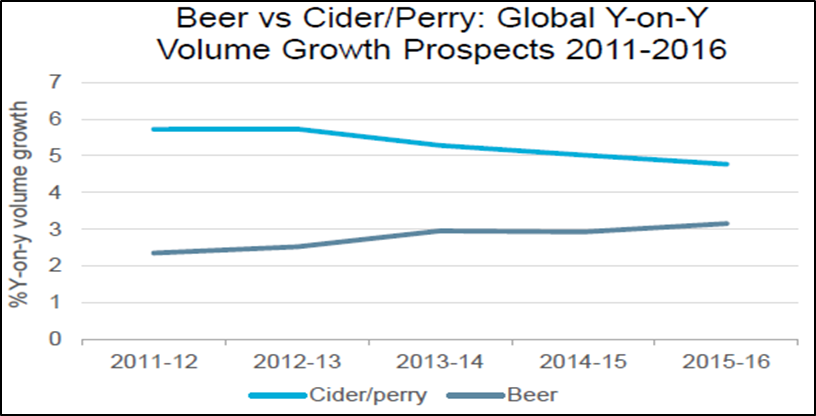 Beer vs Cider/Perry: Global Y-on-Y
Volume Growth Prospects 2011-2016
%Y-on-y volume growth
7
6
5
4
3
2
1
0
2011-12 2012-13 2013-14 2014-15 2015-16
Cider/perry Beer